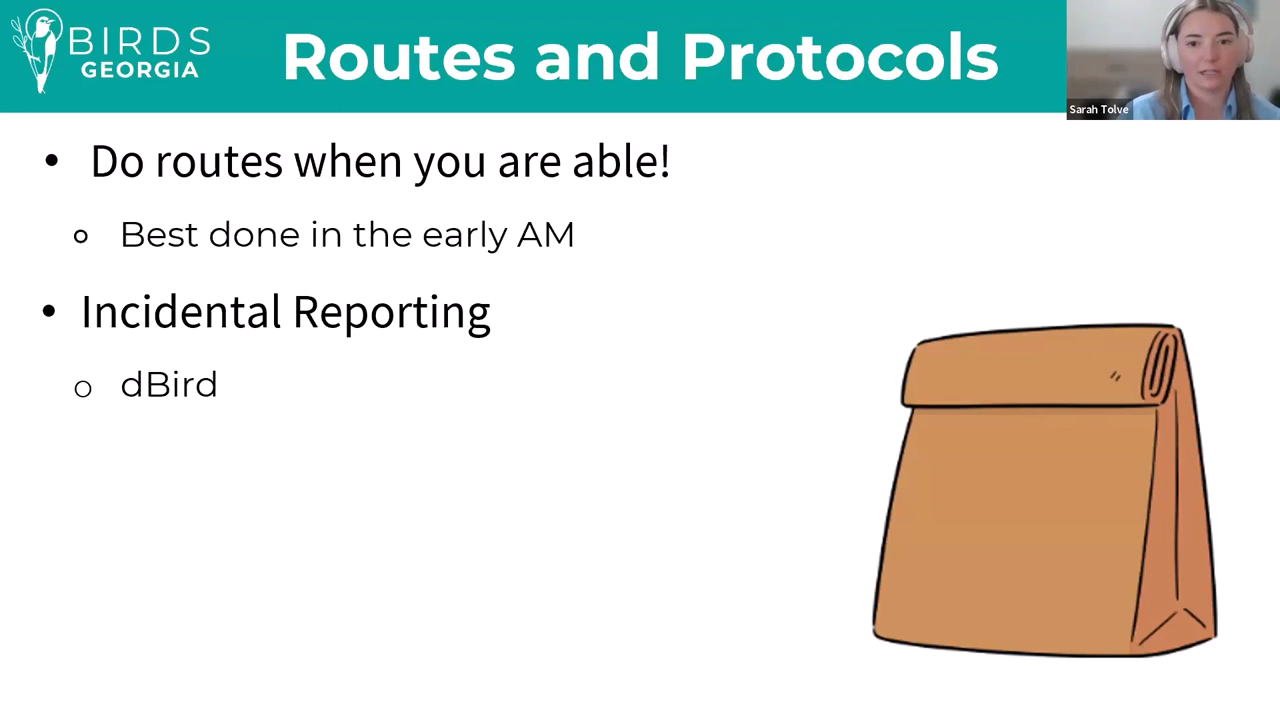 BIRDS
GEORGIA
Routes and Protocols
Sarah Tolve
• Do routes when you are able!
o Best done in the early AM
• Incidental Reporting
o dBird